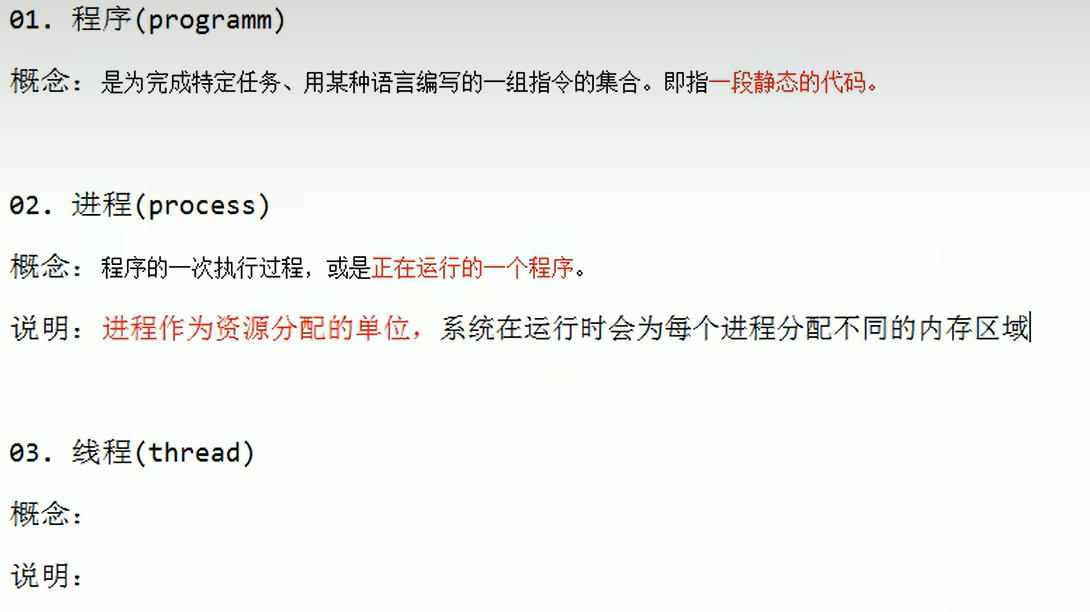 01. 程序(programm)
概念：是为完成特定任务、用某种语言编写的一组指令的集合。即指一段静态的代码。
02. 进程(process)
概念：程序的一次执行过程，或是正在运行的一个程序。
说明：进程作为资源分配的单位，系统在运行时会为每个进程分配不同的内存区域
03. 线程(thread)
概念：
说明：